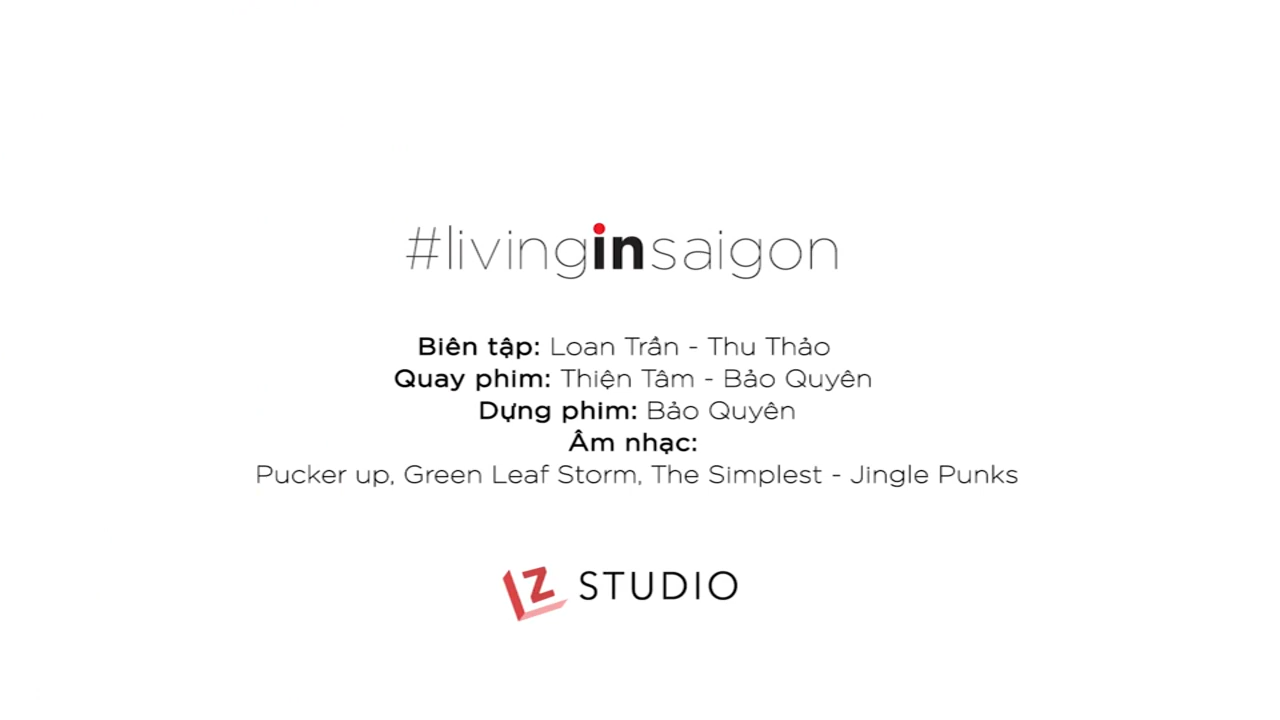 #livinginsaigon
Biên tập: Loan Trần - Thu Thảo
Quay phim: Thiện Tâm - Bảo Quyên
Dựng phim: Bảo Quyên
Âm nhạc:
Pucker up, Green Leaf Storm, The Simplest - Jingle Punks
LZ STUDIO